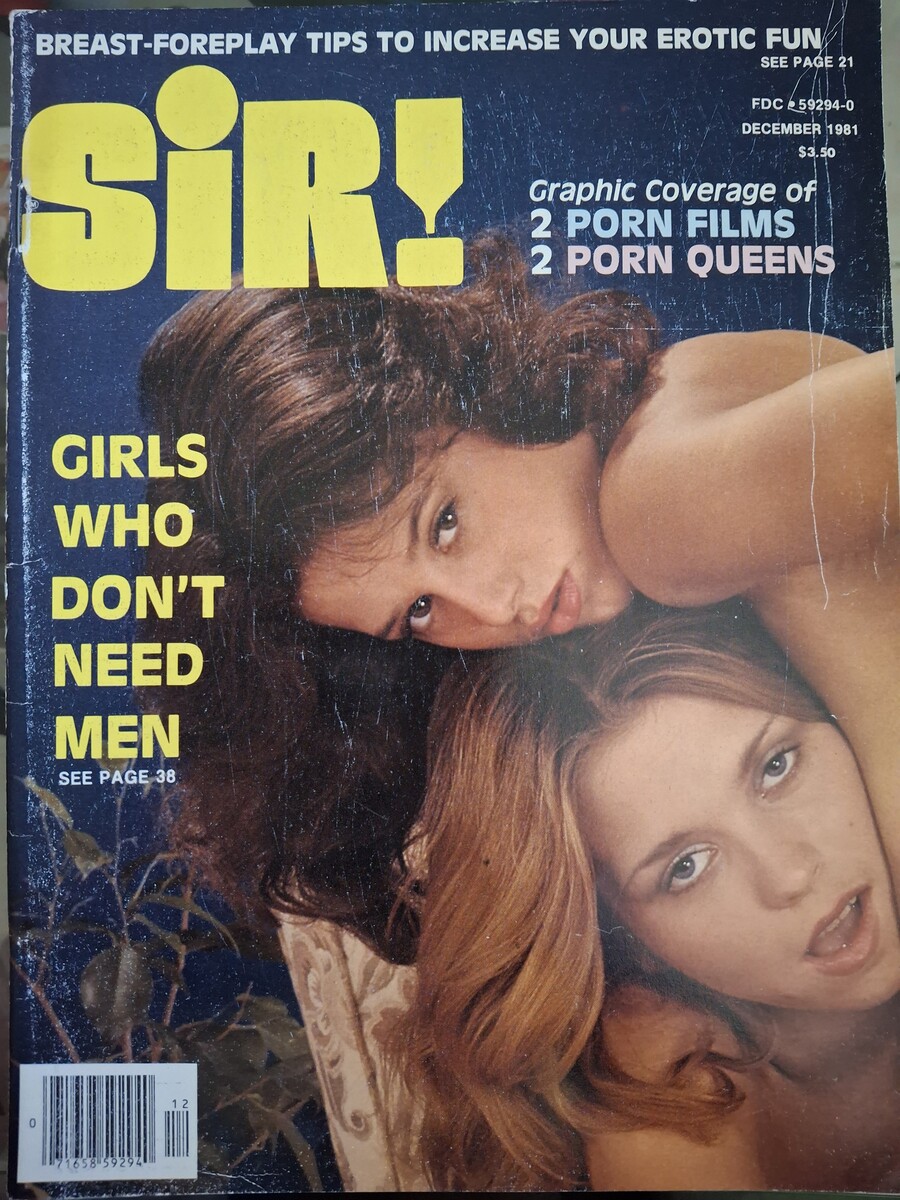 BREAST-FOREPLAY TIPS TO INCREASE YOUR EROTIC FUN
SEE PAGE 21
SiR!
FDC • 59294-0
DECEMBER 1981
$3.50
Graphic Coverage of
2 PORN FILMS
2 PORN QUEENS
GIRLS
WHO
DON'T
NEED
MEN
SEE PAGE 38
12
0
71658 59294